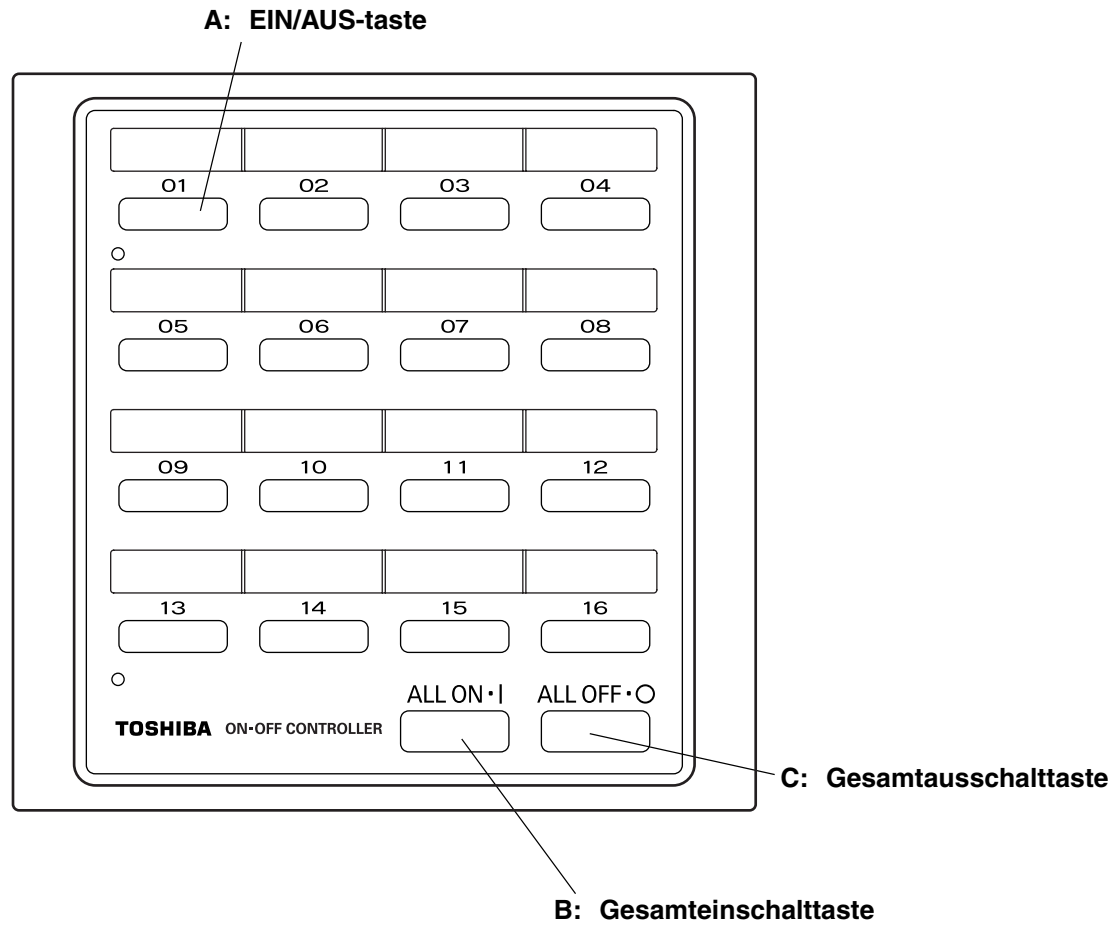 A: EIN/AUS-taste
01 02 03 04
05 06 07 08
09 10 11 12
13 14 15 16
ALL ON・I ALL OFF・O
TOSHIBA ON-OFF CONTROLLER
C: Gesamtausschalttaste
B: Gesamteinschalttaste